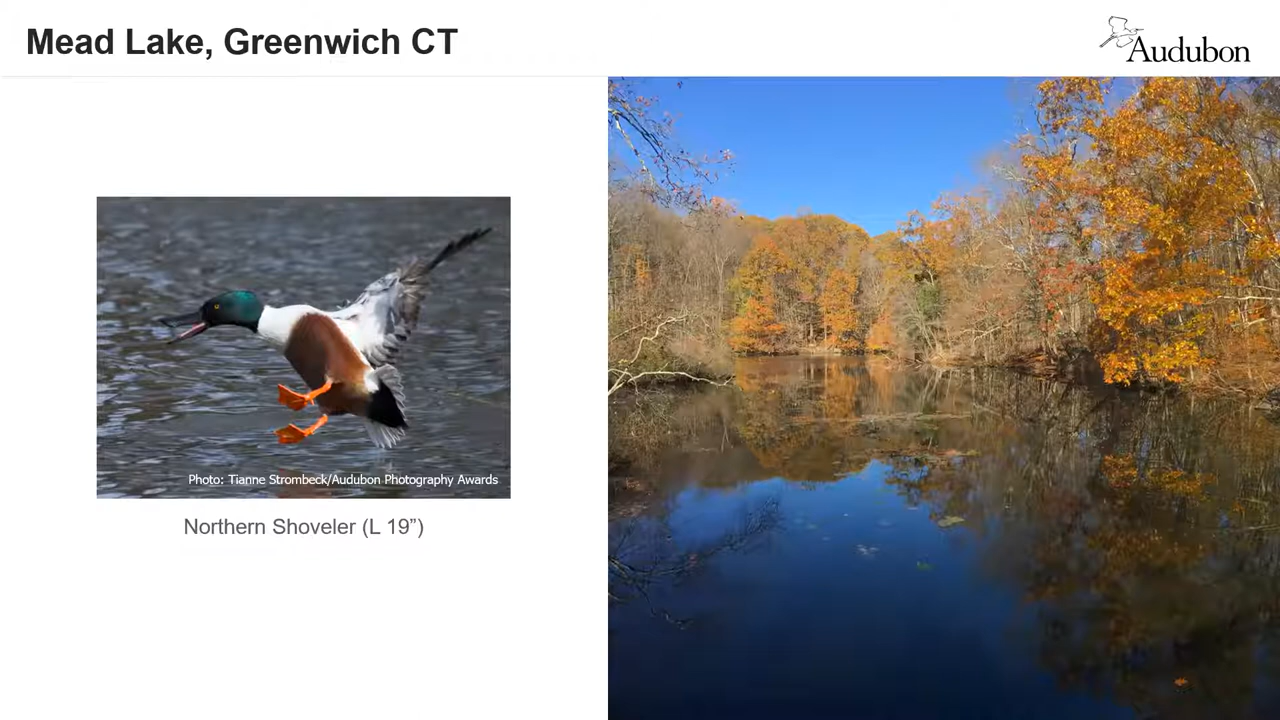 Mead Lake, Greenwich CT
Audubon
Photo: Tianne Strombeck/Audubon Photography Awards
Northern Shoveler (L 19”)